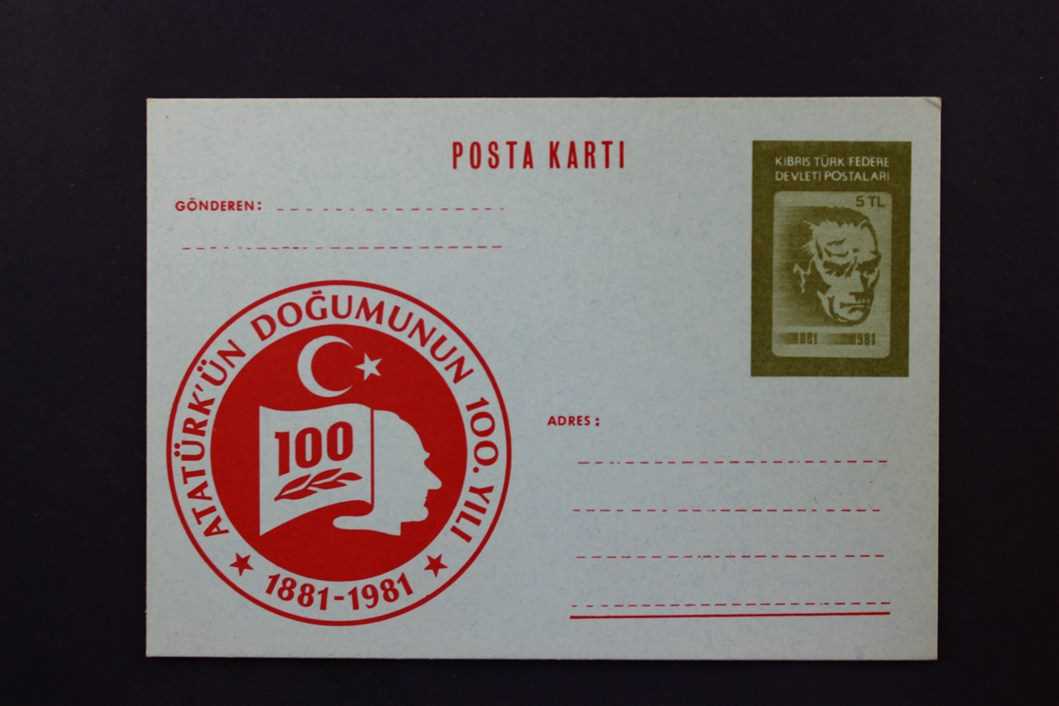 POSTA KARTI
KIBRIS TÜRK FEDERE
DEVLETİ POSTALARI
5 TL
1881 1981
GÖNDEREN:
ATATÜRK'ÜN DOĞUMUNUN 100. YILI
100
1881-1981
ADRES: